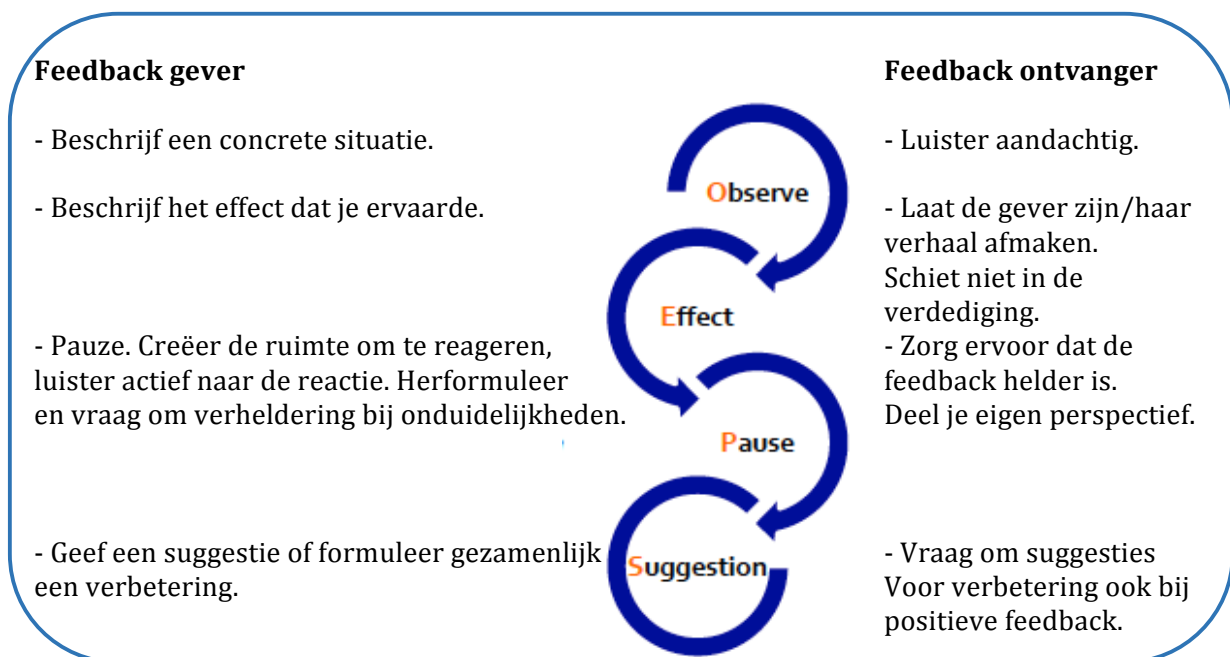 Feedback gever
- Beschrijf een concrete situatie.
- Beschrijf het effect dat je ervaarde.
- Pauze. Creëer de ruimte om te reageren,
luister actief naar de reactie. Herformuleer
en vraag om verheldering bij onduidelijkheden.
- Geef een suggestie of formuleer gezamenlijk
een verbetering.
Observe
Effect
Pause
Suggestion
Feedback ontvanger
- Luister aandachtig.
- Laat de gever zijn/haar
verhaal afmaken.
Schiet niet in de
verdediging.
- Zorg ervoor dat de
feedback helder is.
Deel je eigen perspectief.
- Vraag om suggesties
Voor verbetering ook bij
positieve feedback.